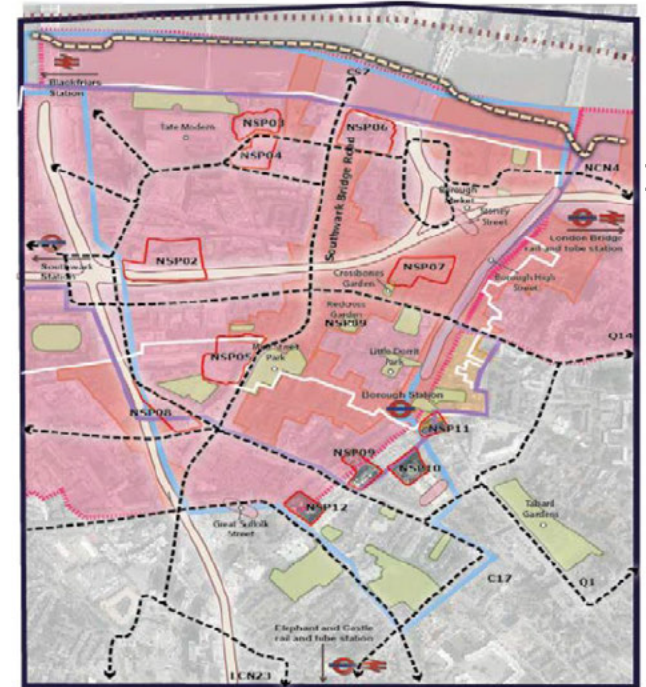 CS7
Blackfriars
Station
Tate Modern
NSP03
NSP06
NSP04
Southwark Bridge Road
NCN4
Borough
Market
Stoney
Street
London Bridge
rail and tube station
NSP02
Southwark
Station
NSP07
Crossbones
Garden
Borough High
Street
Redcross
Garden
NSP09
Q14
NSP05
Mint Street
Park
Little Dorrit
Park
Borough Station
NSP08
NSP11
NSP09
NSP10
NSP12
Great Suffolk
Street
Tabard
Gardens
C17
Q1
Elephant and Castle
rail and tube station
LCN23